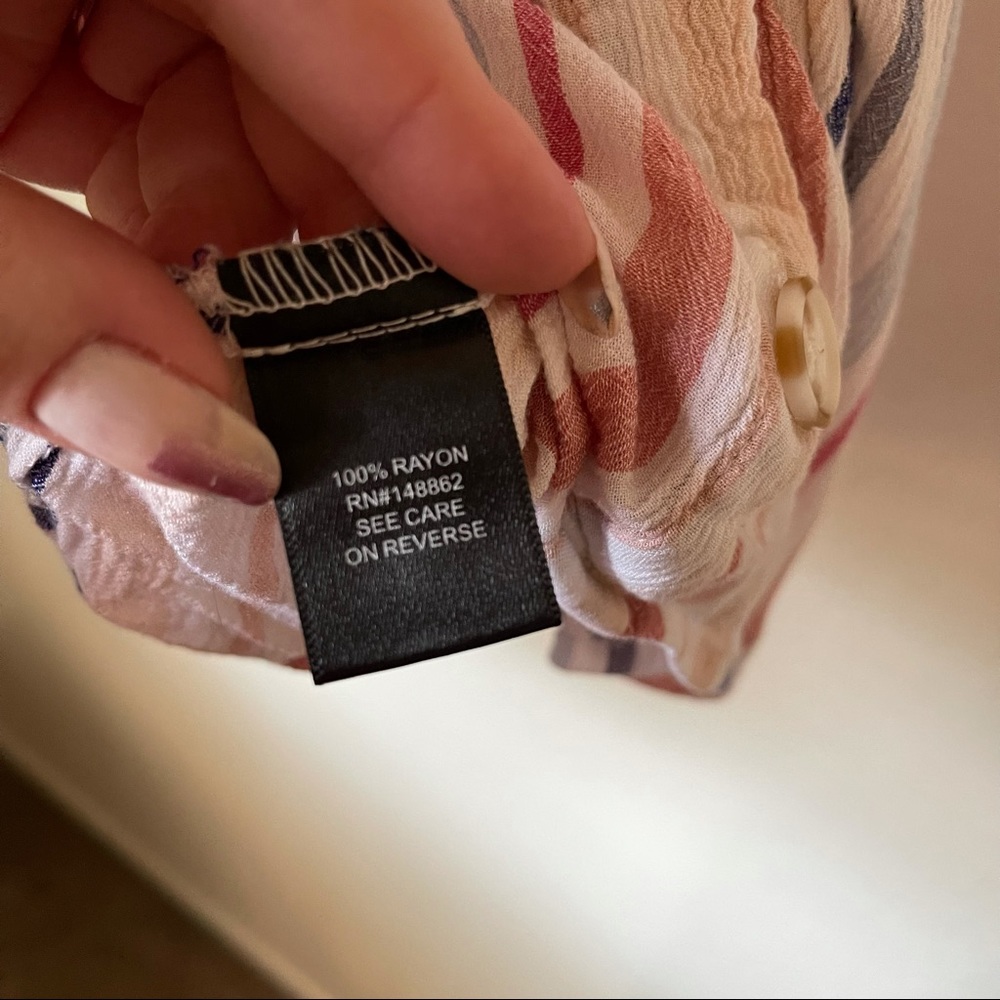 100% RAYON
RN#148862
SEE CARE
ON REVERSE